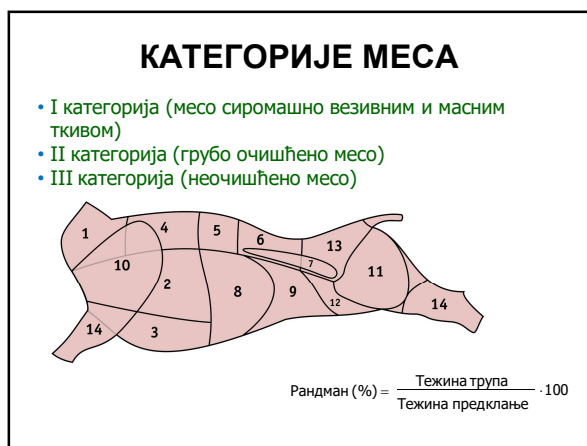 КАТЕГОРИЈЕ МЕСА
• I категорија (месо сиромашно везивним и масним
ткивом)
• II категорија (грубо очишћено месо)
• III категорија (неочишћено месо)
1
4
5
6
13
7
10
11
2
8
9
12
14
3
14
Рандман (%) = Тежина трупа / Тежина предклање · 100